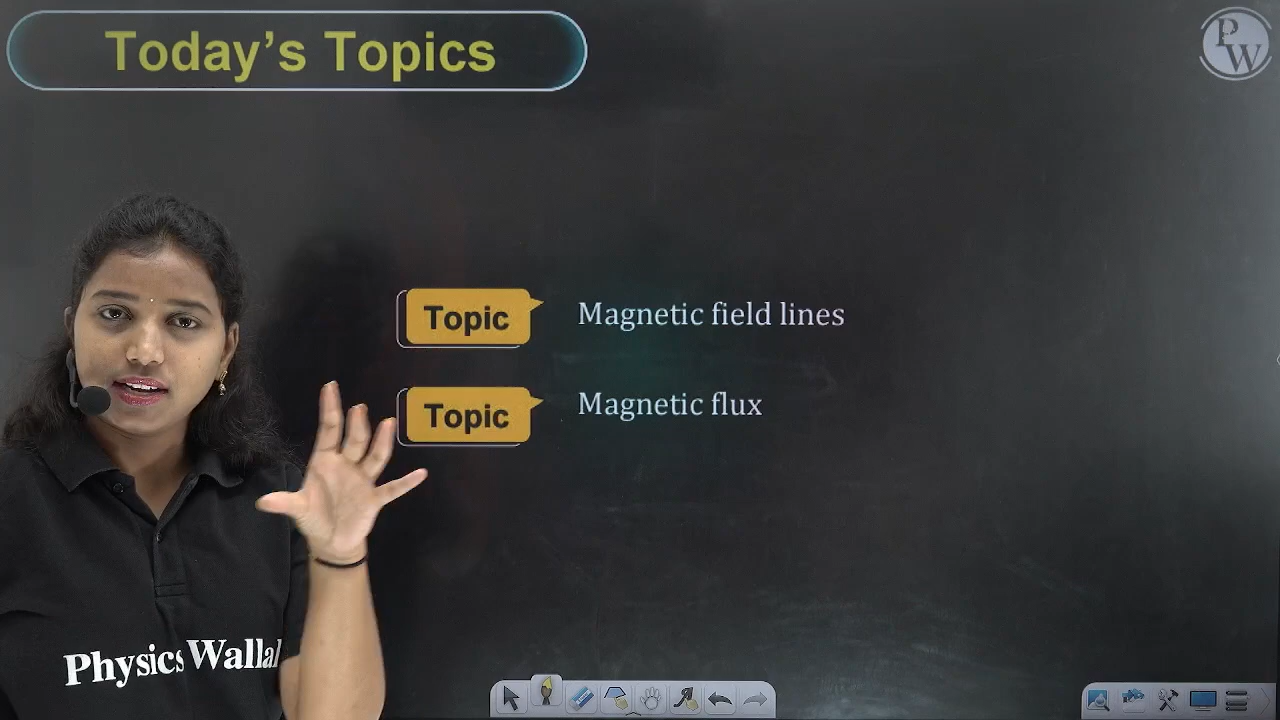 Today's Topics
PW
Topic
Magnetic field lines
Topic
Magnetic flux
Physics Wallah